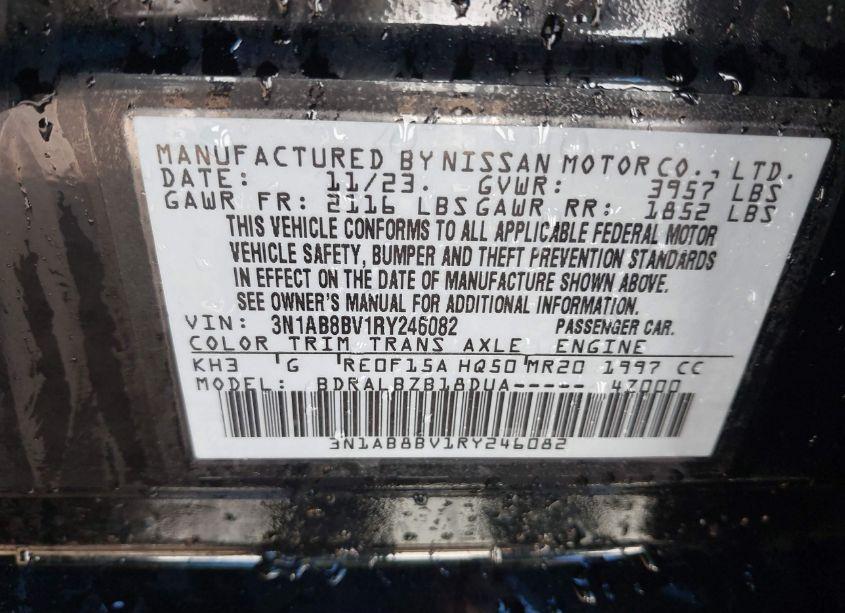 MANUFACTURED BY NISSAN MOTOR CO., LTD.
DATE: 11/23. GVWR: 3957 LBS
GAWR FR: 2116 LBS GAWR RR: 1852 LBS
THIS VEHICLE CONFORMS TO ALL APPLICABLE FEDERAL MOTOR
VEHICLE SAFETY, BUMPER AND THEFT PREVENTION STANDARDS
IN EFFECT ON THE DATE OF MANUFACTURE SHOWN ABOVE.
SEE OWNER'S MANUAL FOR ADDITIONAL INFORMATION.
VIN: 3N1AB8BV1RY246082 PASSENGER CAR.
COLOR TRIM TRANS AXLE ENGINE
KH3 G RE0F15A HQ50 MR20 1997 CC
MODEL: BDRALBZB18DUA----- 47000
3N1AB8BV1RY246082